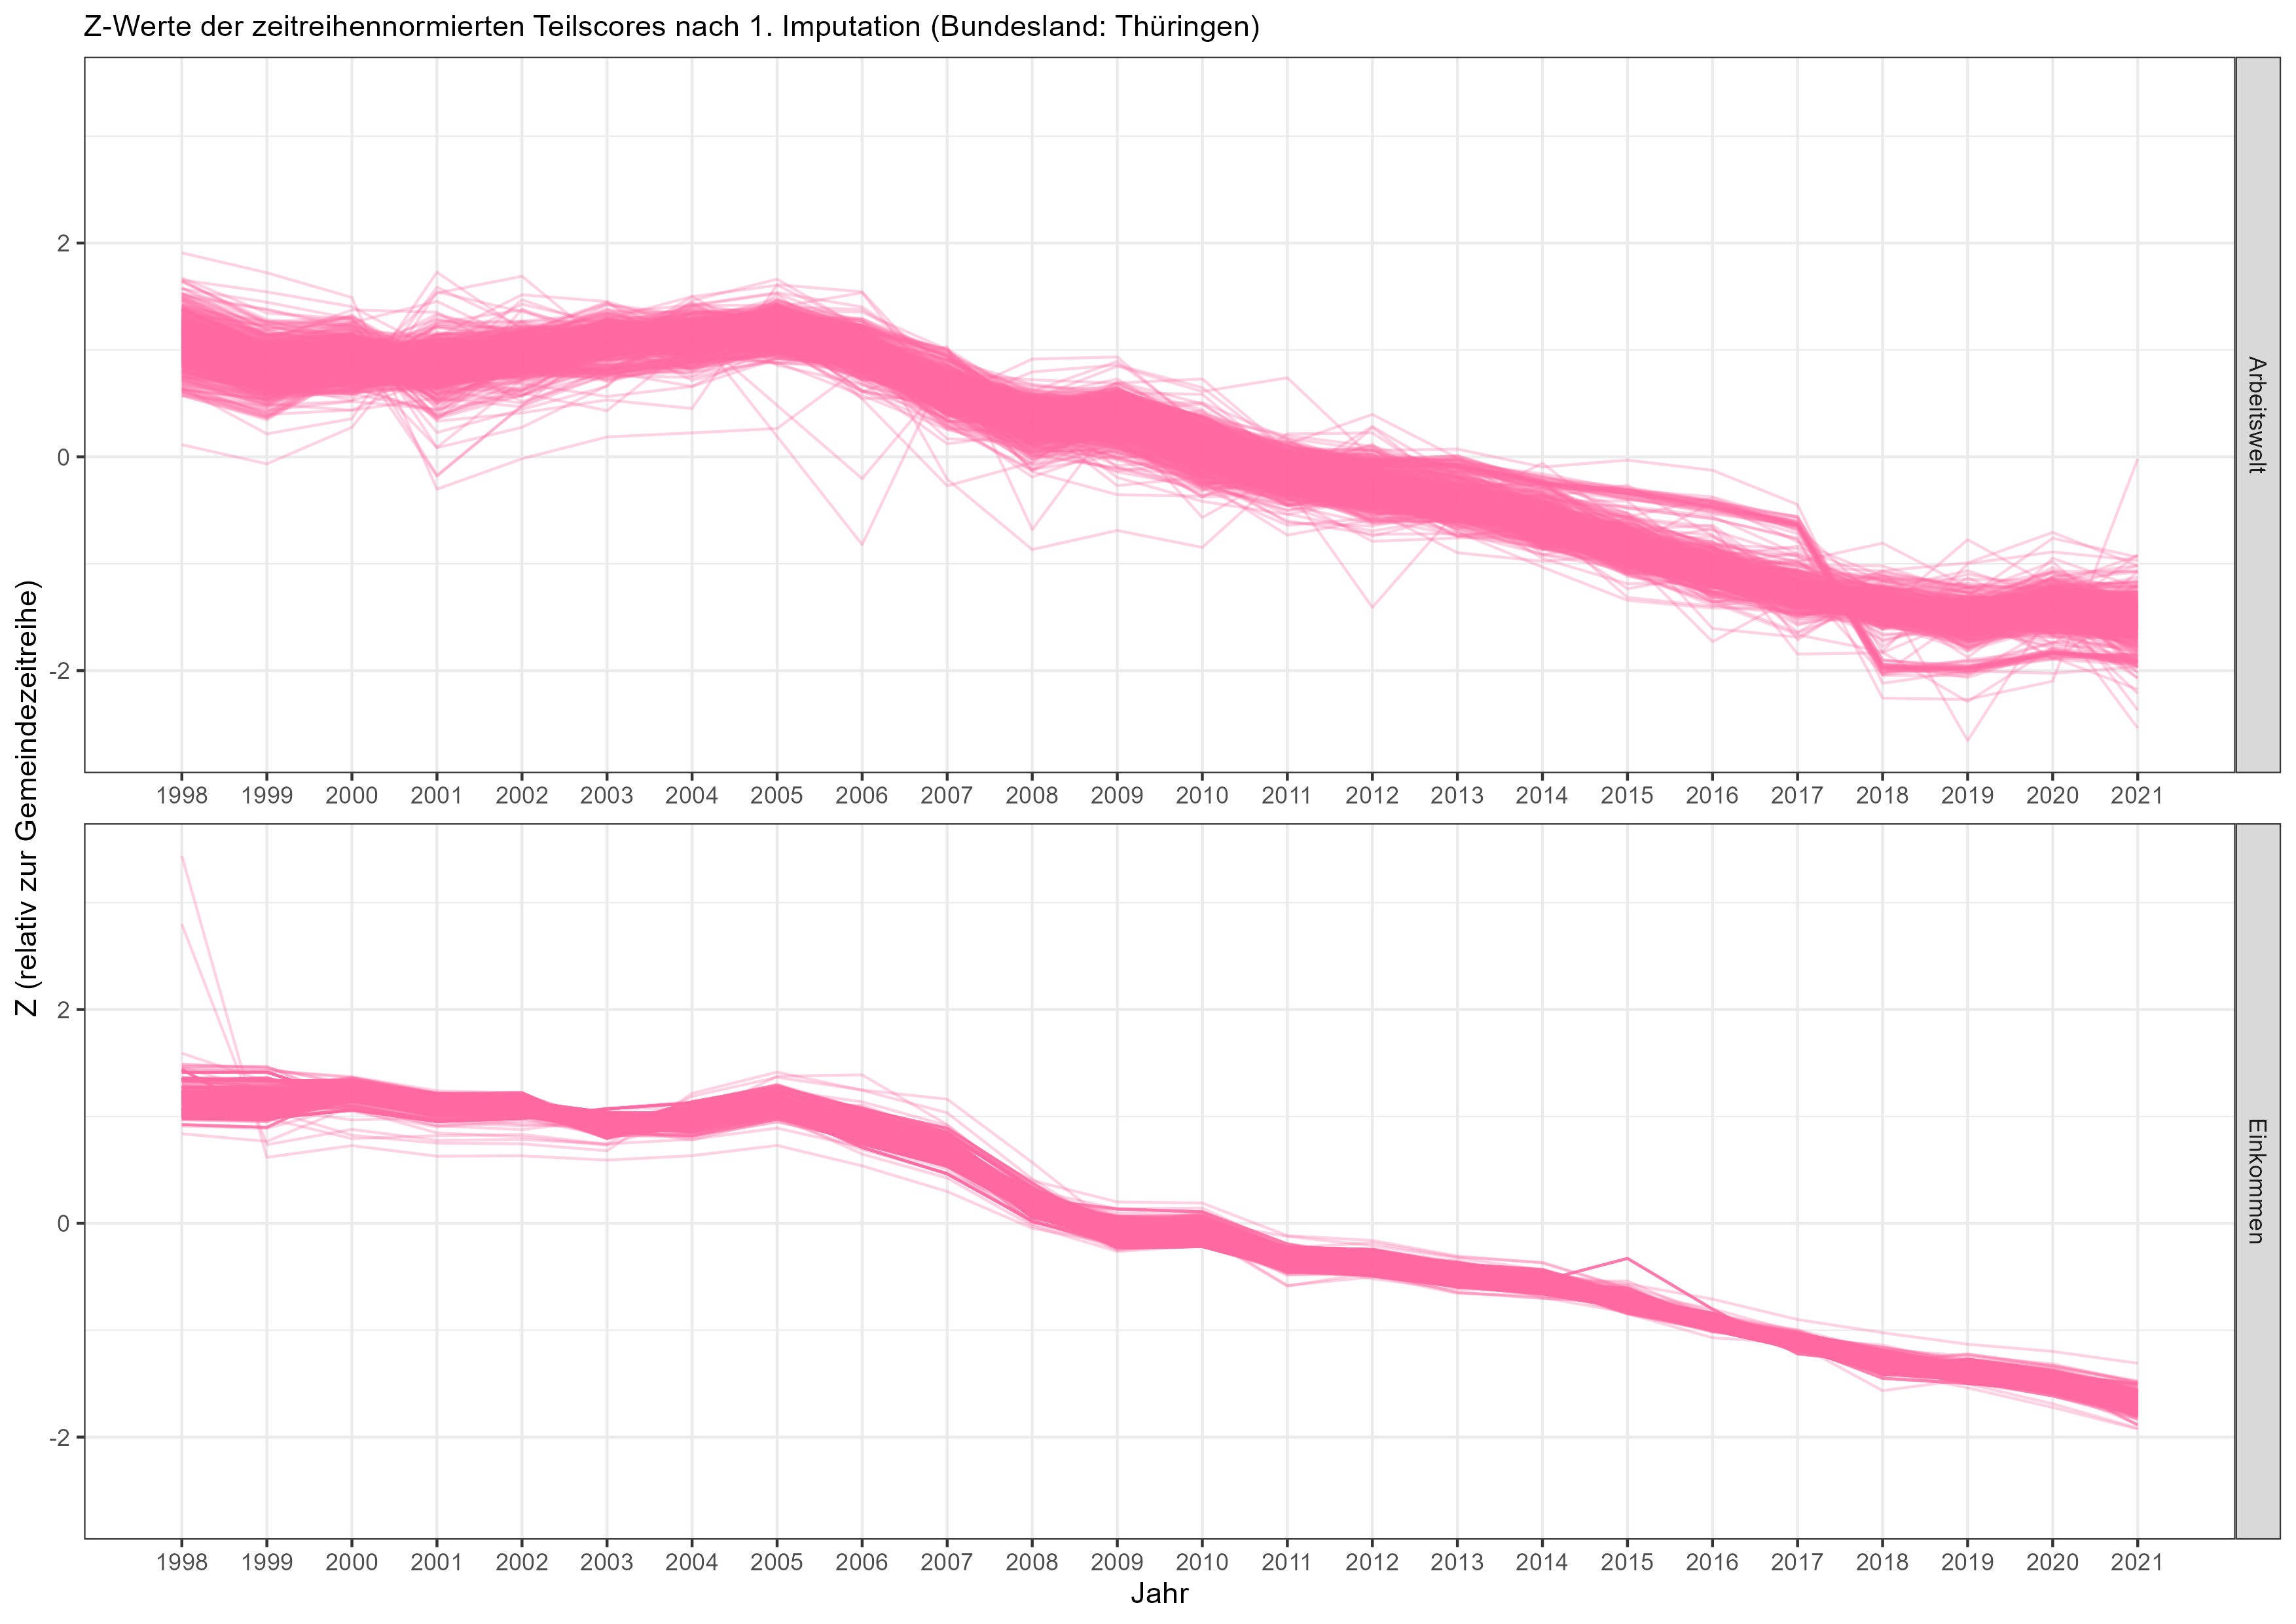 Z-Werte der zeitreihennormierten Teilscores nach 1. Imputation (Bundesland: Thüringen)
Z (relativ zur Gemeindezeitreihe)
2
0
-2
Arbeitswelt
1998 1999 2000 2001 2002 2003 2004 2005 2006 2007 2008 2009 2010 2011 2012 2013 2014 2015 2016 2017 2018 2019 2020 2021
2
0
-2
Einkommen
1998 1999 2000 2001 2002 2003 2004 2005 2006 2007 2008 2009 2010 2011 2012 2013 2014 2015 2016 2017 2018 2019 2020 2021
Jahr